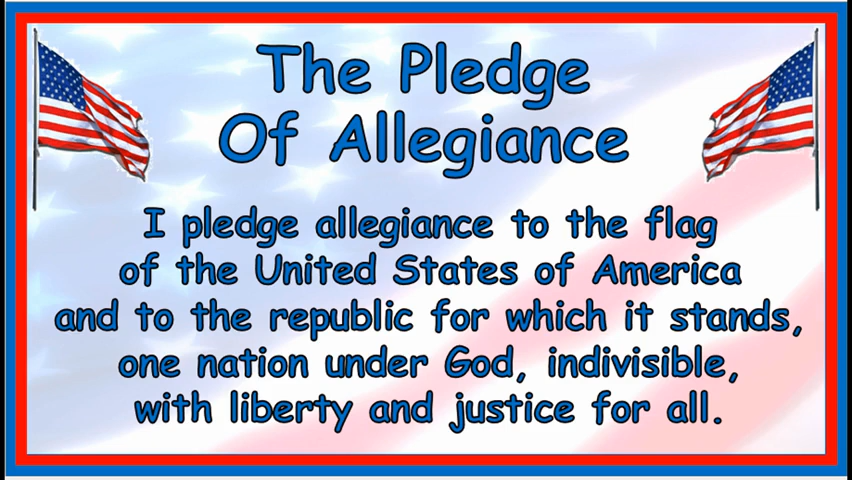 The Pledge
Of Allegiance
I pledge allegiance to the flag
of the United States of America
and to the republic for which it stands,
one nation under God, indivisible,
with liberty and justice for all.